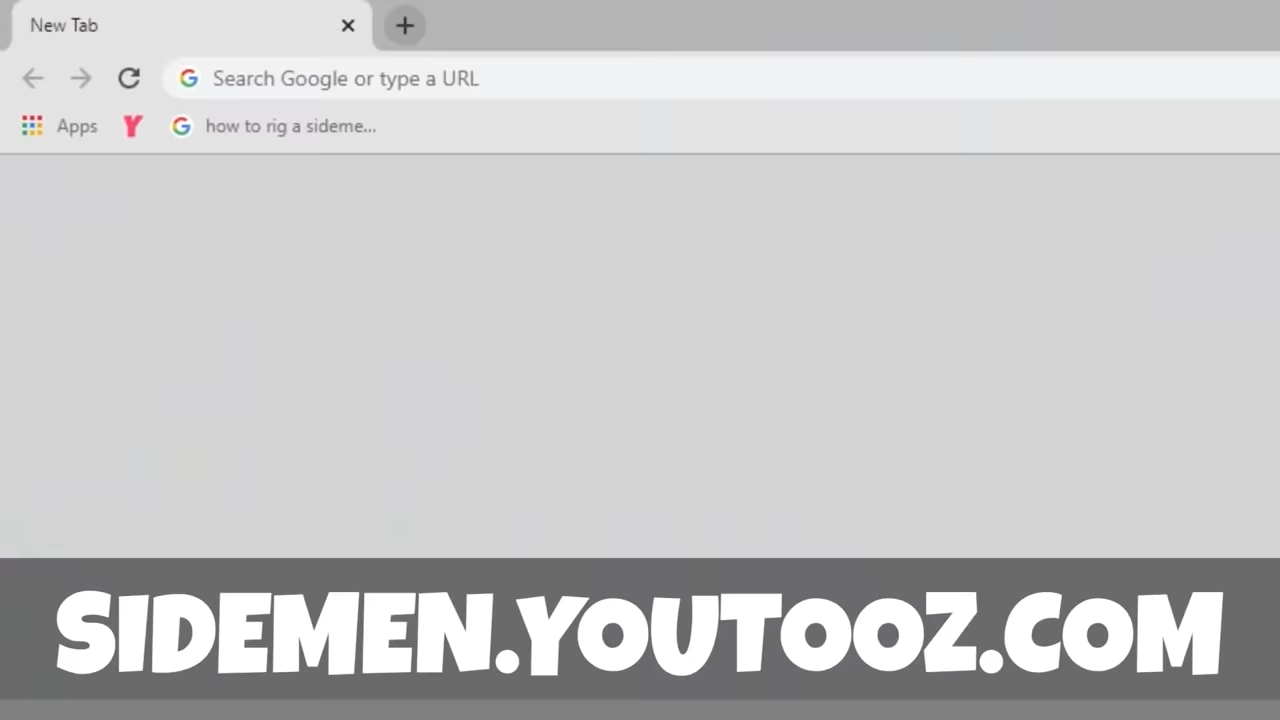 New Tab
Search Google or type a URL
Apps Y how to rig a sideme...
SIDEMEN.YOUTOOZ.COM